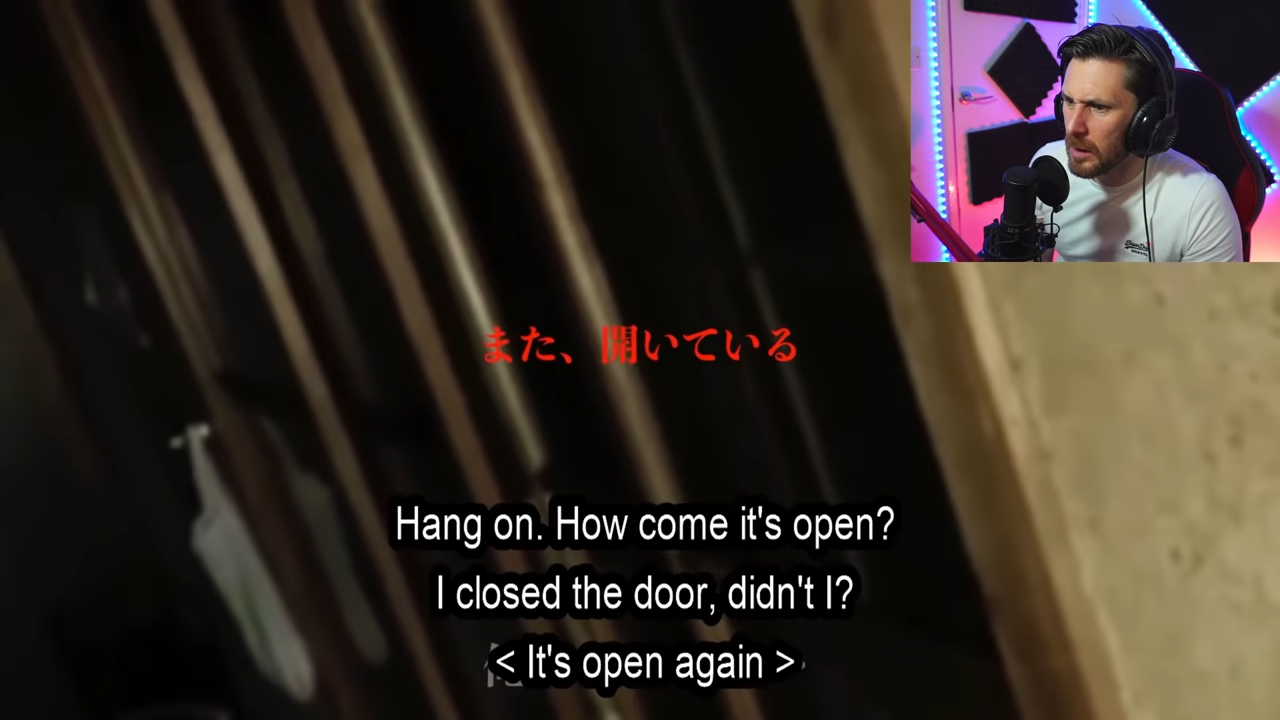 また、開いている
Hang on. How come it's open?
I closed the door, didn't I?
< It's open again >